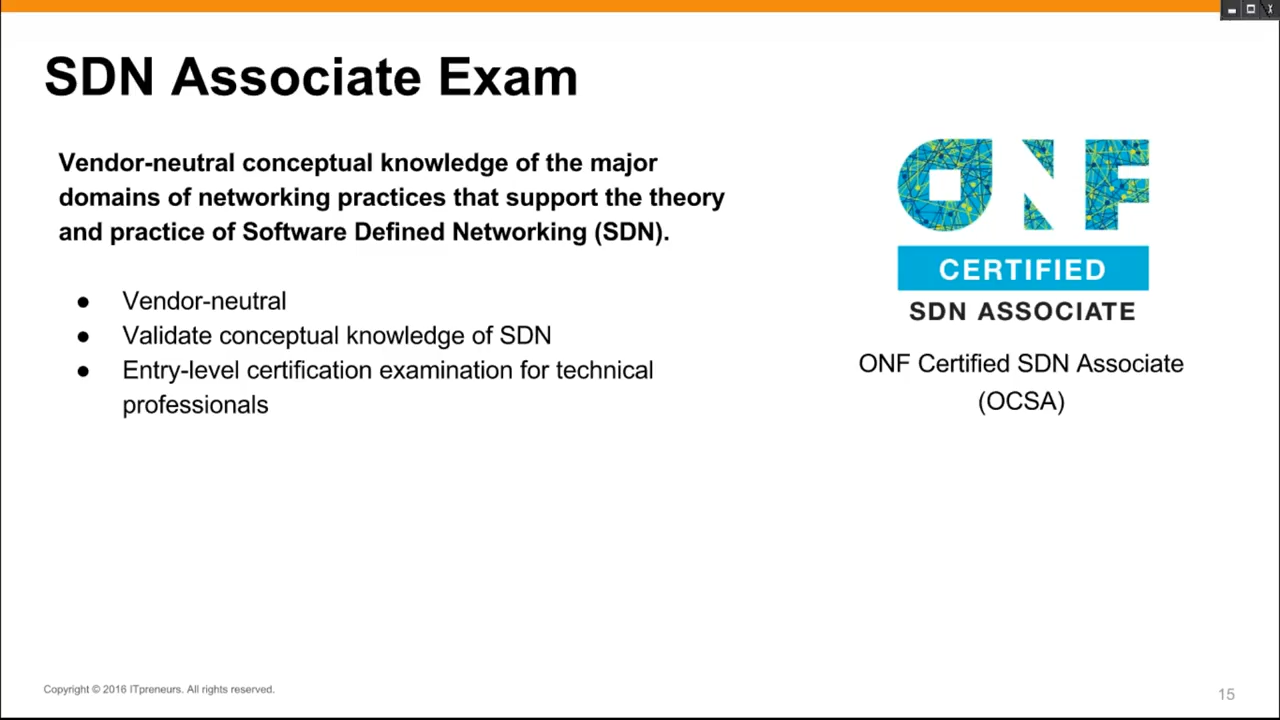 SDN Associate Exam
Vendor-neutral conceptual knowledge of the major
domains of networking practices that support the theory
and practice of Software Defined Networking (SDN).
● Vendor-neutral
● Validate conceptual knowledge of SDN
● Entry-level certification examination for technical
professionals
ONF
CERTIFIED
SDN ASSOCIATE
ONF Certified SDN Associate
(OCSA)
Copyright © 2016 ITpreneurs. All rights reserved.
15